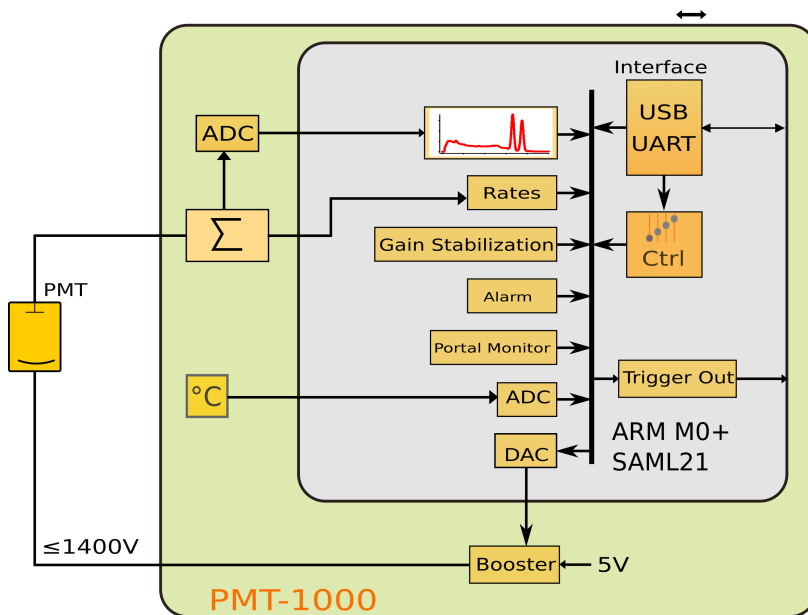 Interface
USB
UART
ADC
Rates
Σ
Gain Stabilization
Ctrl
PMT
Alarm
Portal Monitor
Trigger Out
°C
ADC
ARM M0+
SAML21
DAC
≤1400V
Booster
5V
PMT-1000